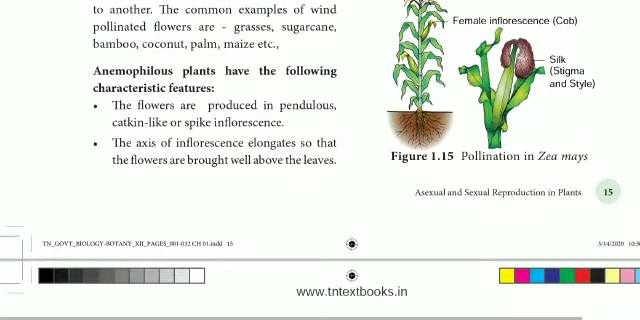 to another. The common examples of wind
pollinated flowers are - grasses, sugarcane,
bamboo, coconut, palm, maize etc.,
Anemophilous plants have the following
characteristic features:
• The flowers are produced in pendulous,
catkin-like or spike inflorescence.
• The axis of inflorescence elongates so that
the flowers are brought well above the leaves.
Female inflorescence (Cob)
Silk
(Stigma
and Style)
Figure 1.15 Pollination in Zea mays
Asexual and Sexual Reproduction in Plants 15
TN_GOVT_BIOLOGY-BOTANY_XII_PAGES_001-032 CH 01.indd 15
3/14/2020 10:3
www.tntextbooks.in